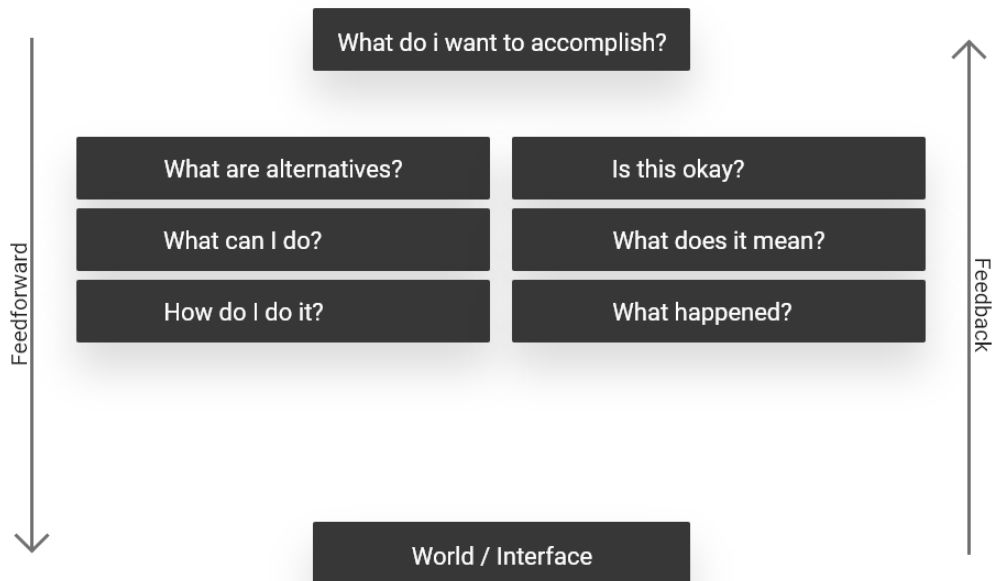 What do i want to accomplish?
What are alternatives?
Is this okay?
What can I do?
What does it mean?
How do I do it?
What happened?
Feedforward
Feedback
World / Interface